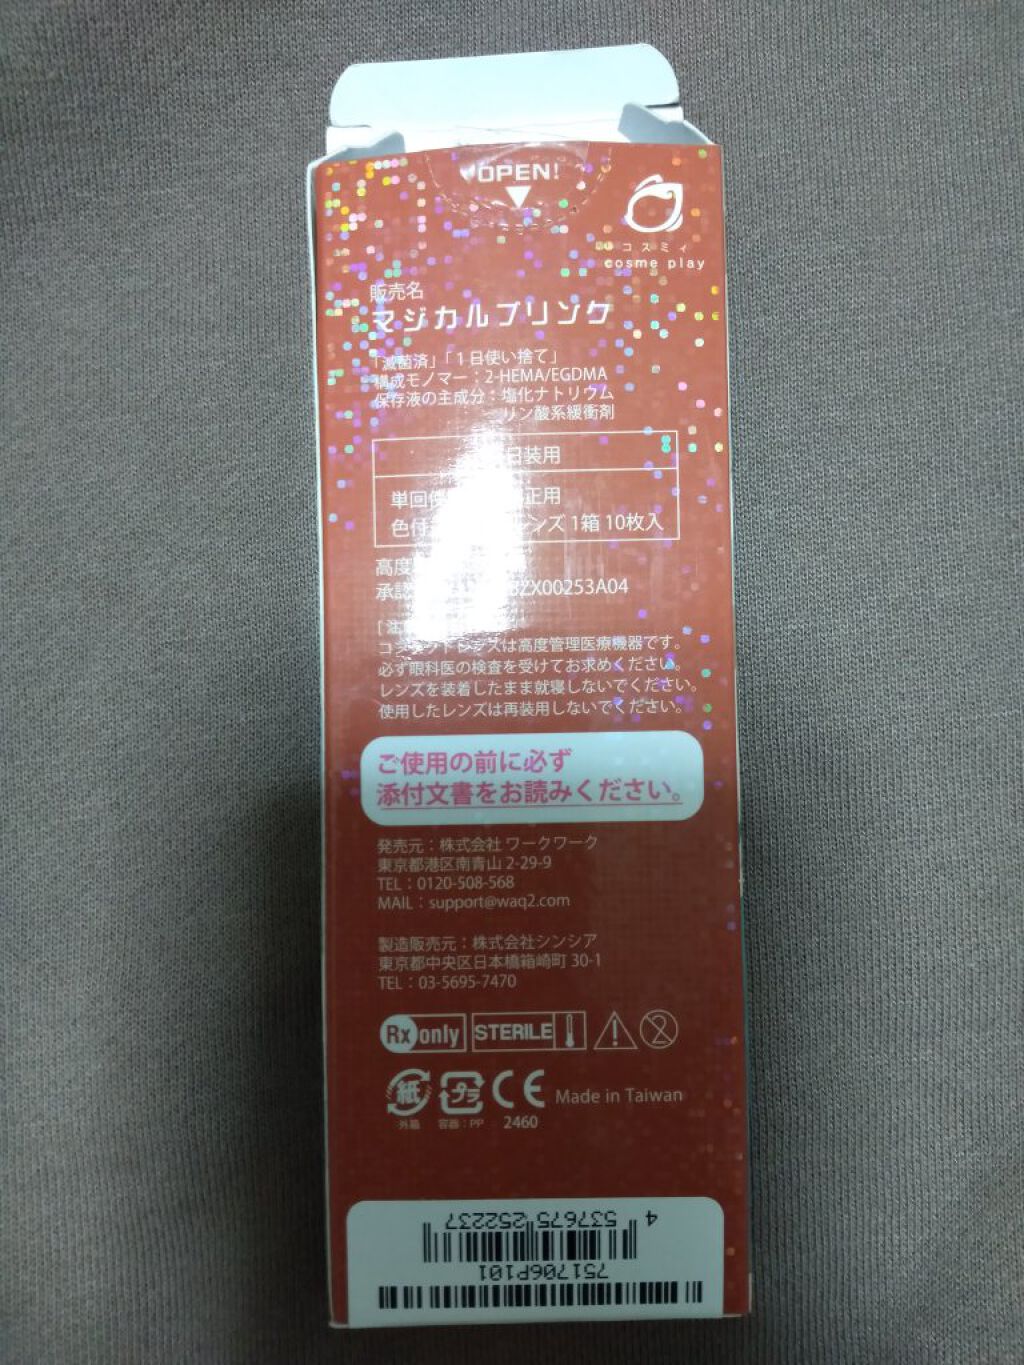 OPEN!
コスミィ
cosme play
販売名
マジカルブリンク
「滅菌済」「1日使い捨て」
構成モノマー：2-HEMA/EGDMA
保存液の主成分：塩化ナトリウム
リン酸系緩衝剤
日装用
単回使 正用
色付 レンズ 1箱 10枚入
高度
承認 BZX00253A04
コンタクトレンズは高度管理医療機器です。
必ず眼科医の検査を受けてお求めください。
レンズを装着したまま就寝しないでください。
使用したレンズは再装用しないでください。
ご使用の前に必ず
添付文書をお読みください。
発売元：株式会社 ワークワーク
東京都港区南青山 2-29-9
TEL：0120-508-568
MAIL：support@waq2.com
製造販売元：株式会社シンシア
東京都中央区日本橋箱崎町 30-1
TEL：03-5695-7470
Rx only STERILE 2
紙 プラ CE Made in Taiwan
外箱 容器：PP 2460
4 537675 252237
751706P101